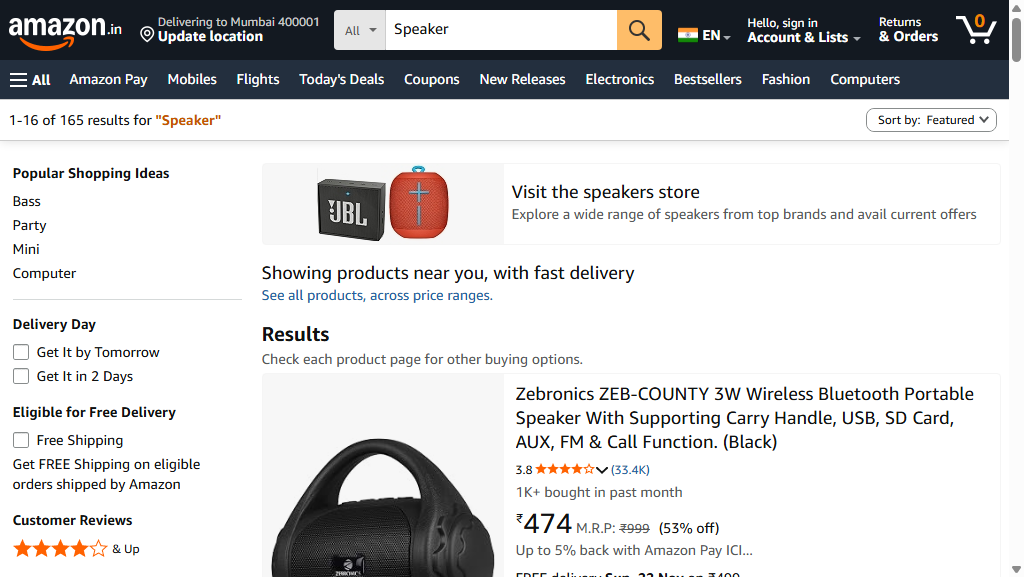 amazon.in
Delivering to Mumbai 400001
Update location
All
Speaker
EN
Hello, sign in
Account & Lists
Returns
& Orders
0
All
Amazon Pay
Mobiles
Flights
Today's Deals
Coupons
New Releases
Electronics
Bestsellers
Fashion
Computers
1-16 of 165 results for "Speaker"
Sort by: Featured
Popular Shopping Ideas
Bass
Party
Mini
Computer
Delivery Day
Get It by Tomorrow
Get It in 2 Days
Eligible for Free Delivery
Free Shipping
Get FREE Shipping on eligible
orders shipped by Amazon
Customer Reviews
& Up
JBL
Visit the speakers store
Explore a wide range of speakers from top brands and avail current offers
Showing products near you, with fast delivery
See all products, across price ranges.
Results
Check each product page for other buying options.
ZEBRONICS
Zebronics ZEB-COUNTY 3W Wireless Bluetooth Portable
Speaker With Supporting Carry Handle, USB, SD Card,
AUX, FM & Call Function. (Black)
3.8 (33.4K)
1K+ bought in past month
₹474 M.R.P: ₹999 (53% off)
Up to 5% back with Amazon Pay ICI...
FREE delivery Sun, 23 Nov on ₹499